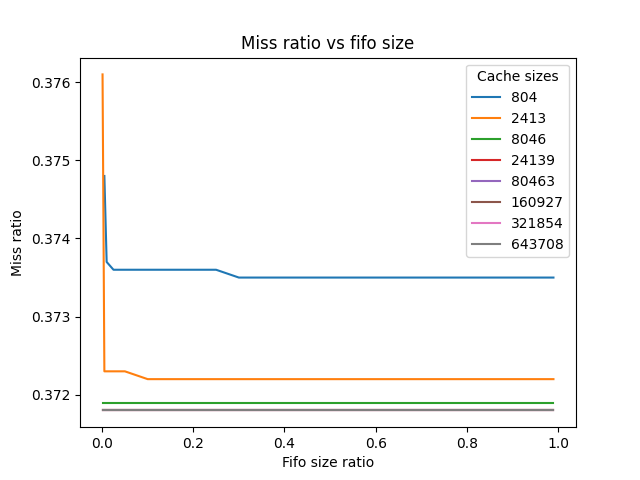 Miss ratio vs fifo size
Cache sizes
804
2413
8046
24139
80463
160927
321854
643708
0.376
0.375
0.374
0.373
0.372
Miss ratio
0.0 0.2 0.4 0.6 0.8 1.0
Fifo size ratio